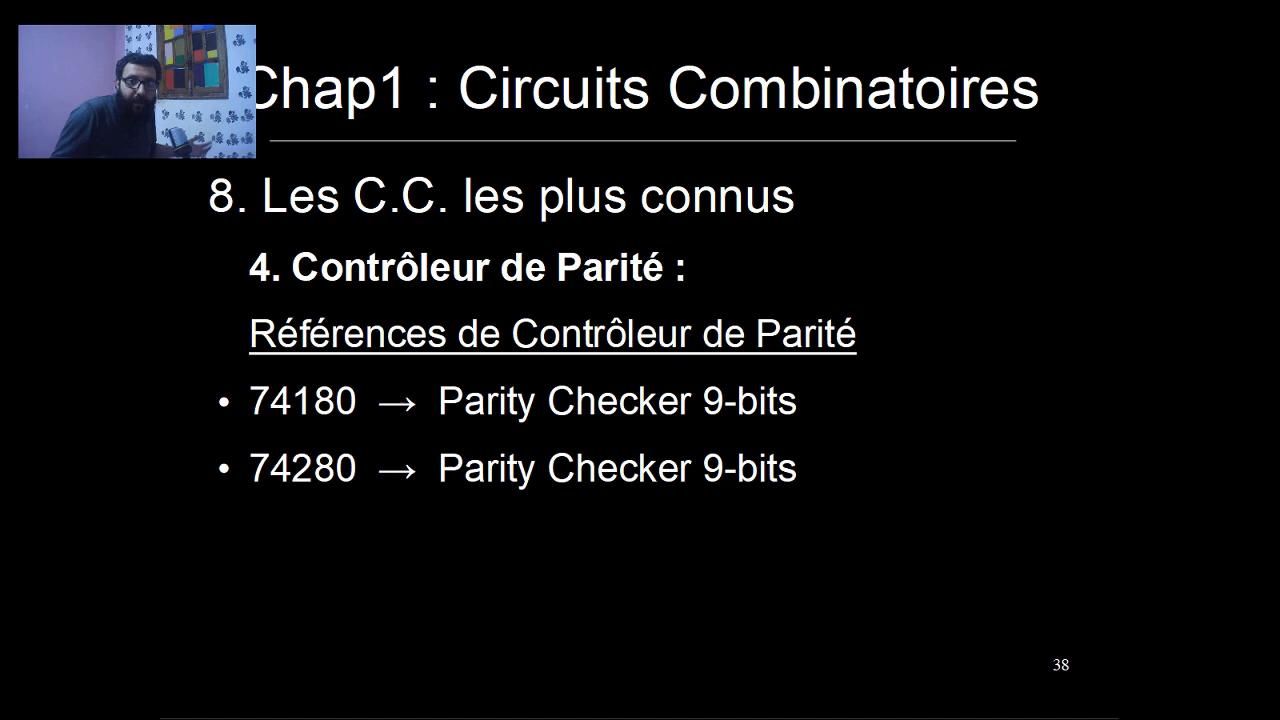 Chap1 : Circuits Combinatoires
8. Les C.C. les plus connus
4. Contrôleur de Parité :
Références de Contrôleur de Parité
• 74180 → Parity Checker 9-bits
• 74280 → Parity Checker 9-bits
38